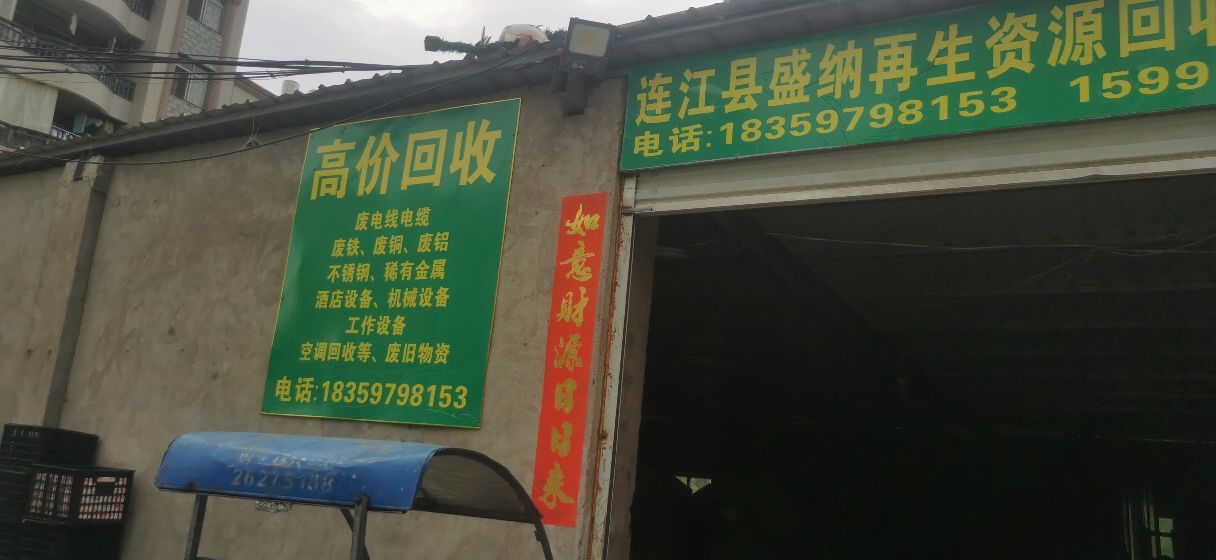 高价回收
废电线电缆
废铁、废铜、废铝
不锈钢、稀有金属
酒店设备、机械设备
工作设备
空调回收等、废旧物资
电话:18359798153
如意财源日日来
连江县盛纳再生资源回收
电话:18359798153 1599
26275188